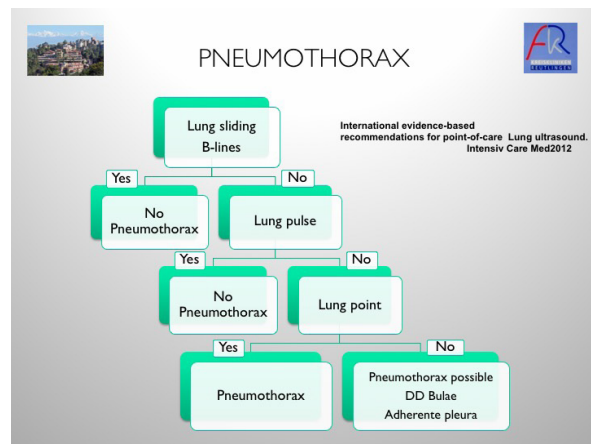 PNEUMOTHORAX
International evidence-based
recommendations for point-of-care Lung ultrasound.
Intensiv Care Med2012
Lung sliding
B-lines
Yes
No
No
Pneumothorax
Lung pulse
Yes
No
No
Pneumothorax
Lung point
Yes
No
Pneumothorax
Pneumothorax possible
DD Bulae
Adherente pleura